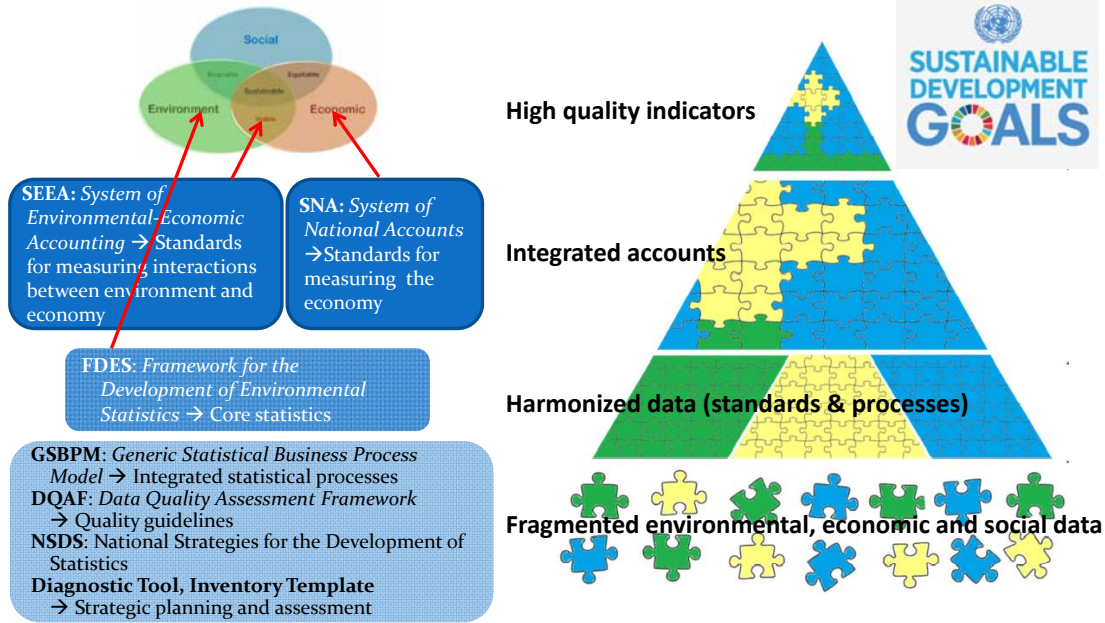 Social
Bearable
Equitable
Sustainable
Environment
Economic
Viable
SEEA: System of
Environmental-Economic
Accounting → Standards
for measuring interactions
between environment and
economy
SNA: System of
National Accounts
→Standards for
measuring the
economy
FDES: Framework for the
Development of Environmental
Statistics → Core statistics
GSBPM: Generic Statistical Business Process
Model → Integrated statistical processes
DQAF: Data Quality Assessment Framework
→ Quality guidelines
NSDS: National Strategies for the Development of
Statistics
Diagnostic Tool, Inventory Template
→ Strategic planning and assessment
High quality indicators
Integrated accounts
Harmonized data (standards & processes)
Fragmented environmental, economic and social data
SUSTAINABLE
DEVELOPMENT
GOALS